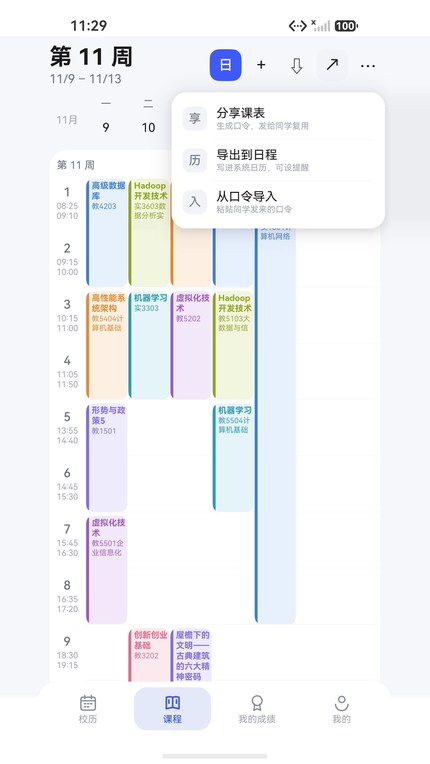 11:29
100
第 11 周
11/9 – 11/13
日
+
11月
一
二
9
10
享
分享课表
生成口令，发给同学复用
历
导出到日程
写进系统日历，可设提醒
入
从口令导入
粘贴同学发来的口令
第 11 周
1
08:25
09:10
高级数据
库
教4203
Hadoop
开发技术
实3603数
据分析实
2
09:15
10:00
算机网络
3
10:15
11:00
高性能系
统架构
教5404计
算机基础
机器学习
实3303
虚拟化技
术
教5202
Hadoop
开发技术
教5103大
数据与信
4
11:05
11:50
5
13:55
14:40
形势与政
策5
教1501
机器学习
教5504计
算机基础
6
14:45
15:30
7
15:45
16:30
虚拟化技
术
教5501企
业信息化
8
16:35
17:20
9
18:30
19:15
创新创业
基础
教3202
屋檐下的
文明——
古典建筑
的六大精
神密码
校历
课程
我的成绩
我的